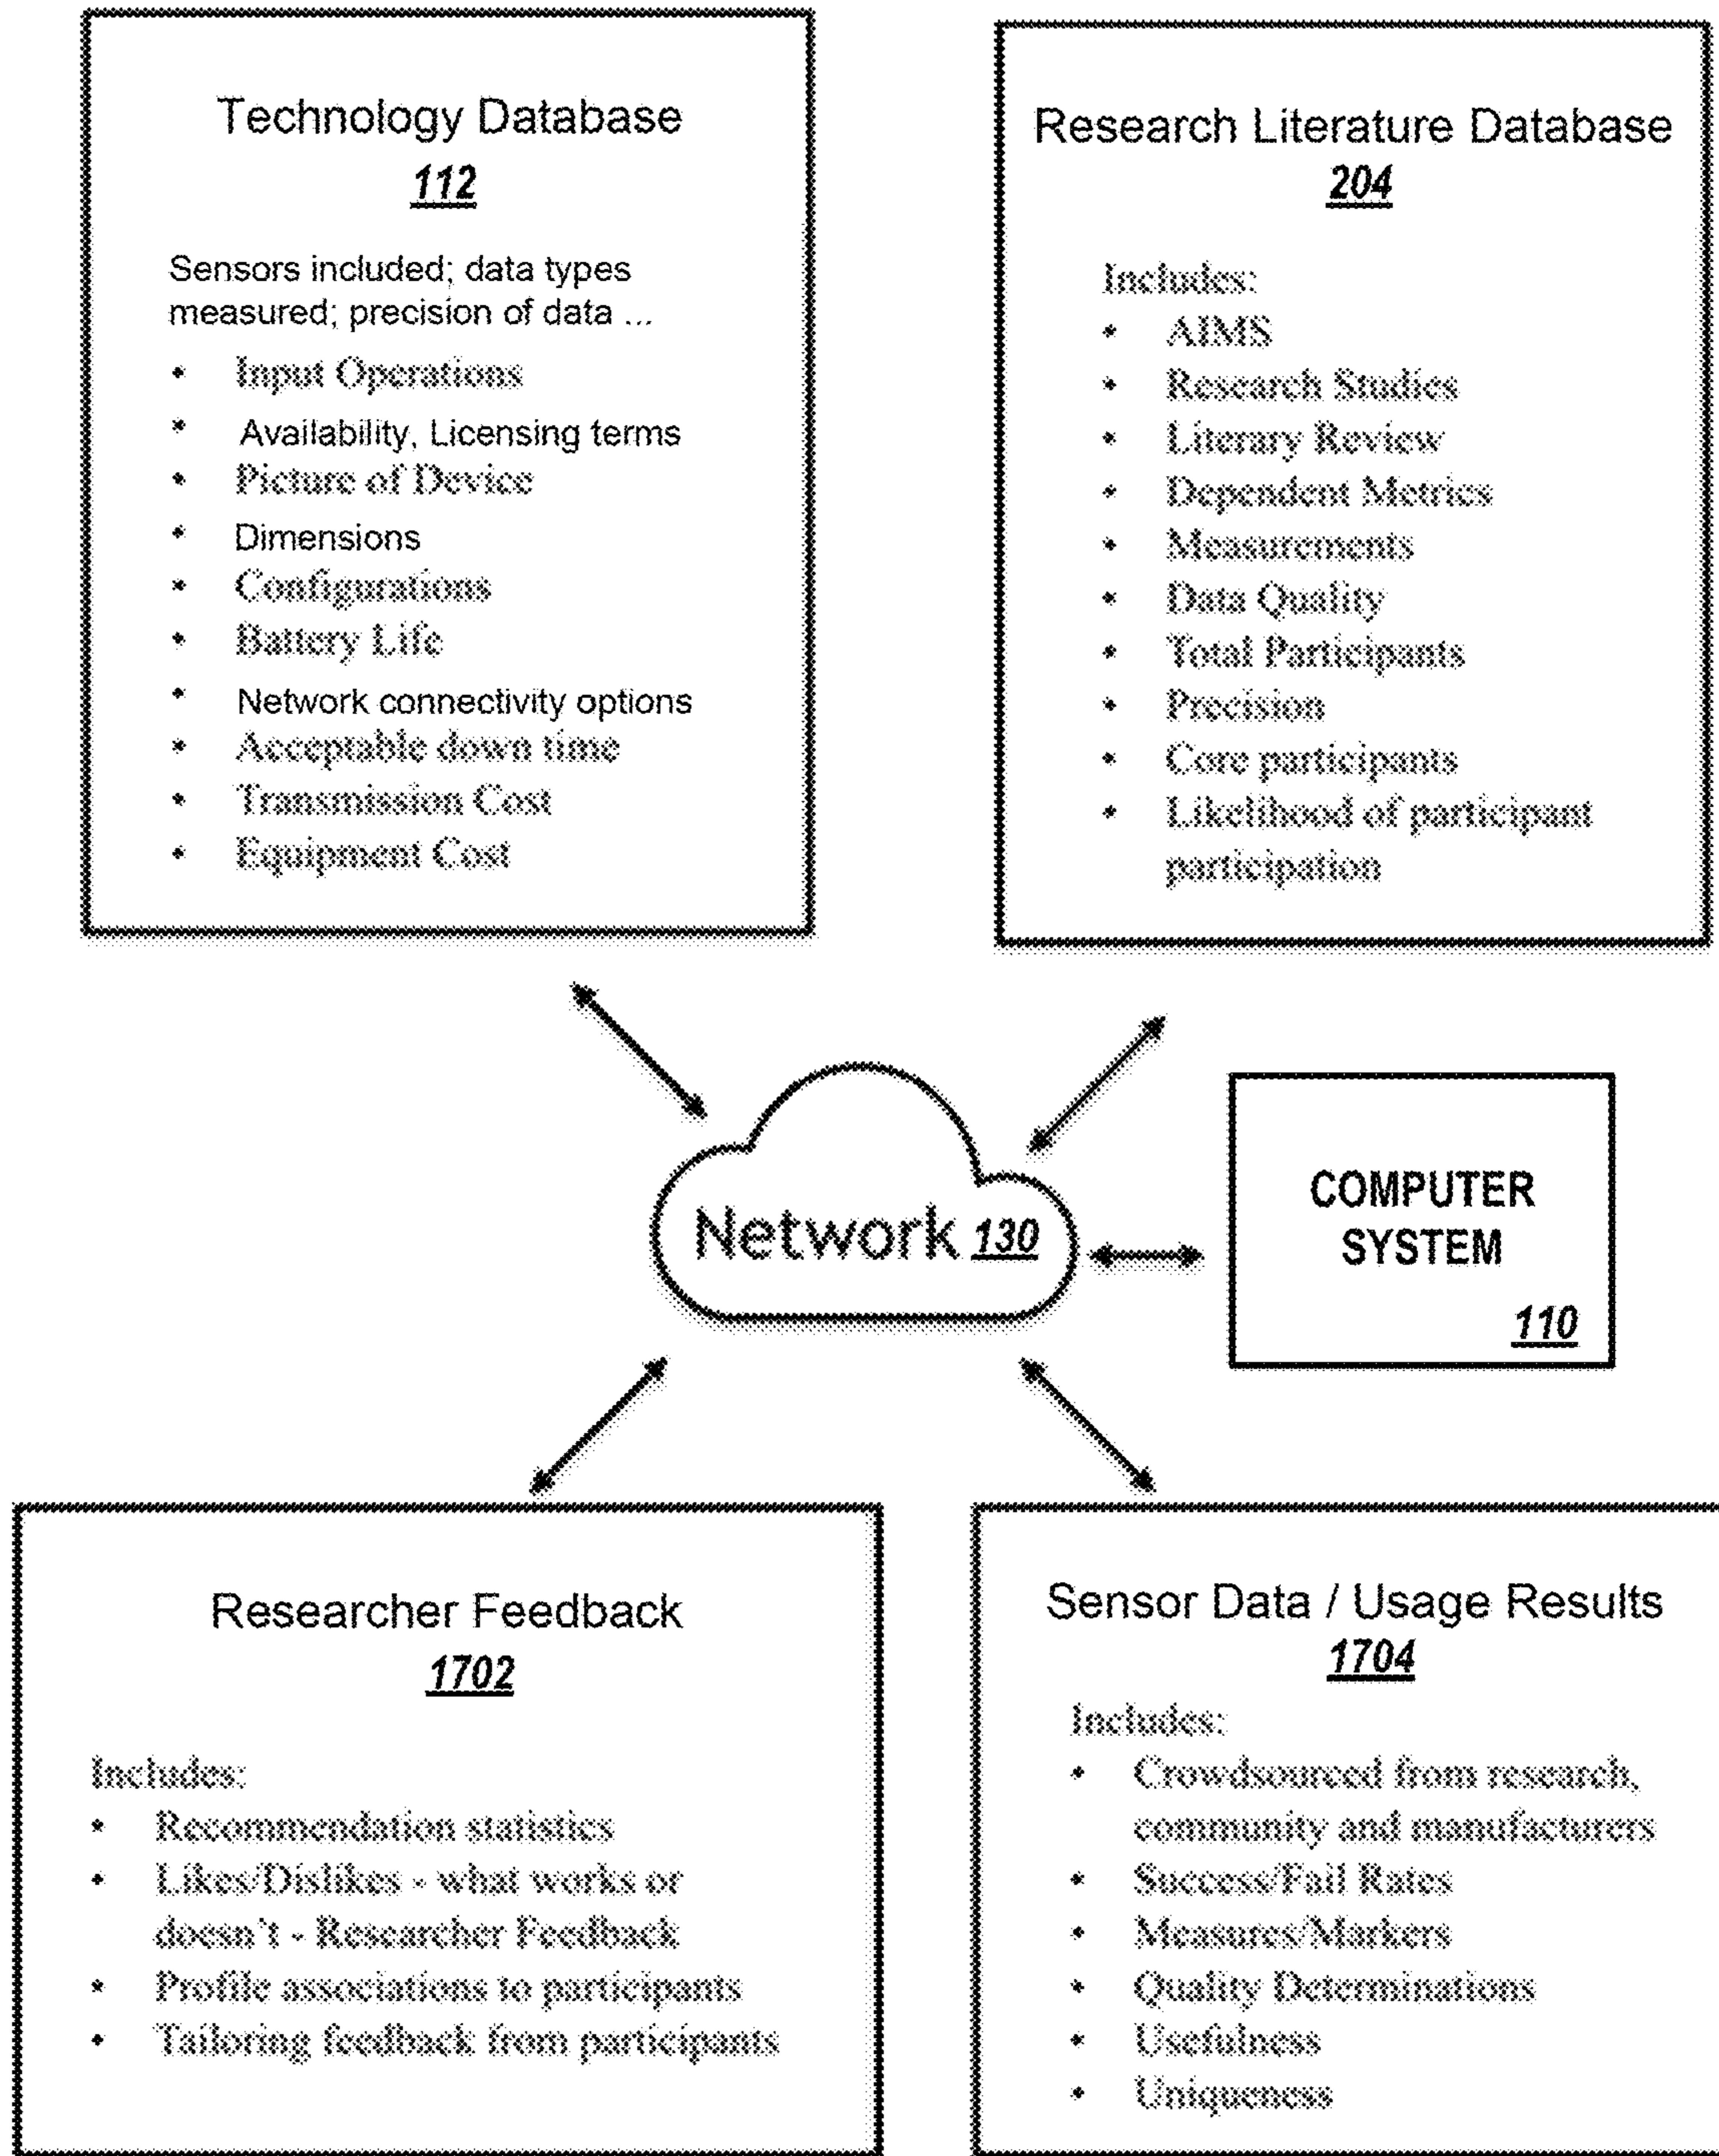 Technology Database
112
Sensors included; data types
measured; precision of data ...
• Input Operations
• Availability, Licensing terms
• Picture of Device
• Dimensions
• Configurations
• Battery Life
• Network connectivity options
• Acceptable down time
• Transmission Cost
• Equipment Cost
Research Literature Database
204
Includes:
• AIMS
• Research Studies
• Literary Review
• Dependent Metrics
• Measurements
• Data Quality
• Total Participants
• Precision
• Core participants
• Likelihood of participant
participation
Network 130
COMPUTER
SYSTEM
110
Researcher Feedback
1702
Includes:
• Recommendation statistics
• Likes/Dislikes - what works or
doesn't - Researcher Feedback
• Profile associations to participants
• Tailoring feedback from participants
Sensor Data / Usage Results
1704
Includes:
• Crowdsourced from research,
community and manufacturers
• Success/Fail Rates
• Measures/Markers
• Quality Determinations
• Usefulness
• Uniqueness